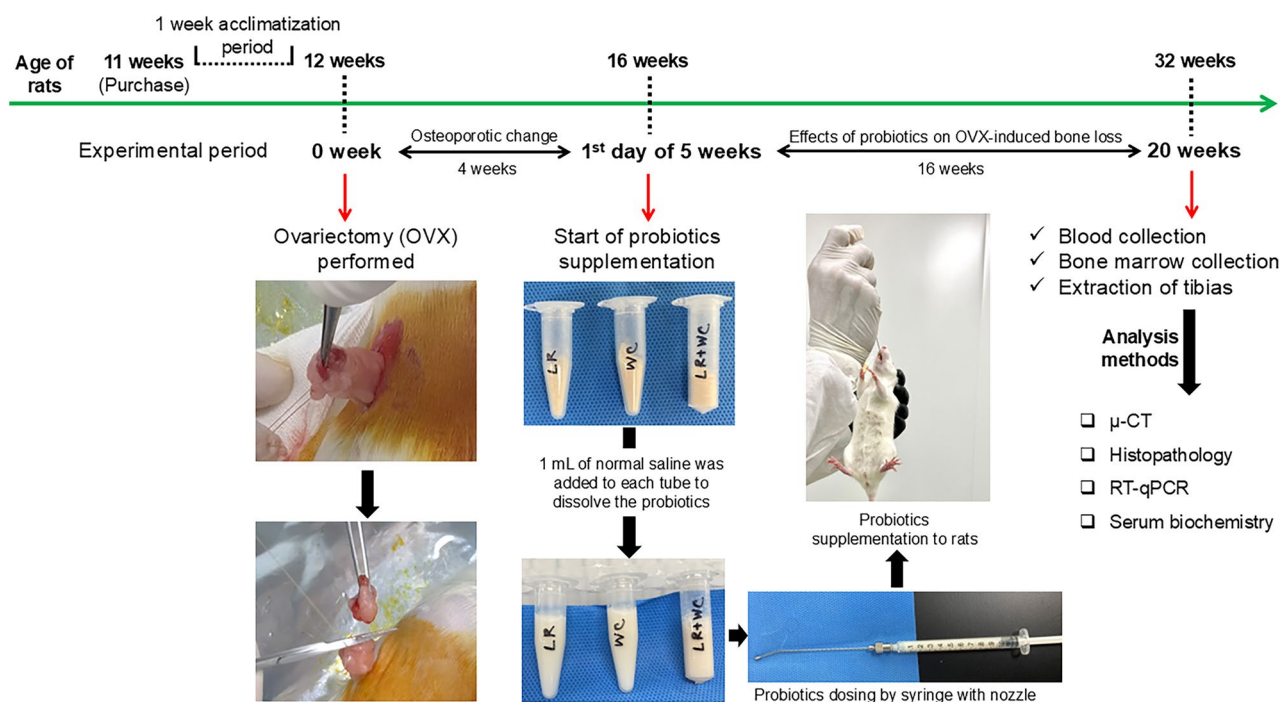 1 week acclimatization
period
Age of
rats
11 weeks
(Purchase)
12 weeks
16 weeks
32 weeks
Experimental period
0 week
Osteoporotic change
4 weeks
1st day of 5 weeks
Effects of probiotics on OVX-induced bone loss
16 weeks
20 weeks
Ovariectomy (OVX)
performed
Start of probiotics
supplementation
LR
WC
LR+WC
1 mL of normal saline was
added to each tube to
dissolve the probiotics
LR
WC
LR+WC
Probiotics dosing by syringe with nozzle
Probiotics
supplementation to rats
✓ Blood collection
✓ Bone marrow collection
✓ Extraction of tibias
Analysis
methods
❑ μ-CT
❑ Histopathology
❑ RT-qPCR
❑ Serum biochemistry